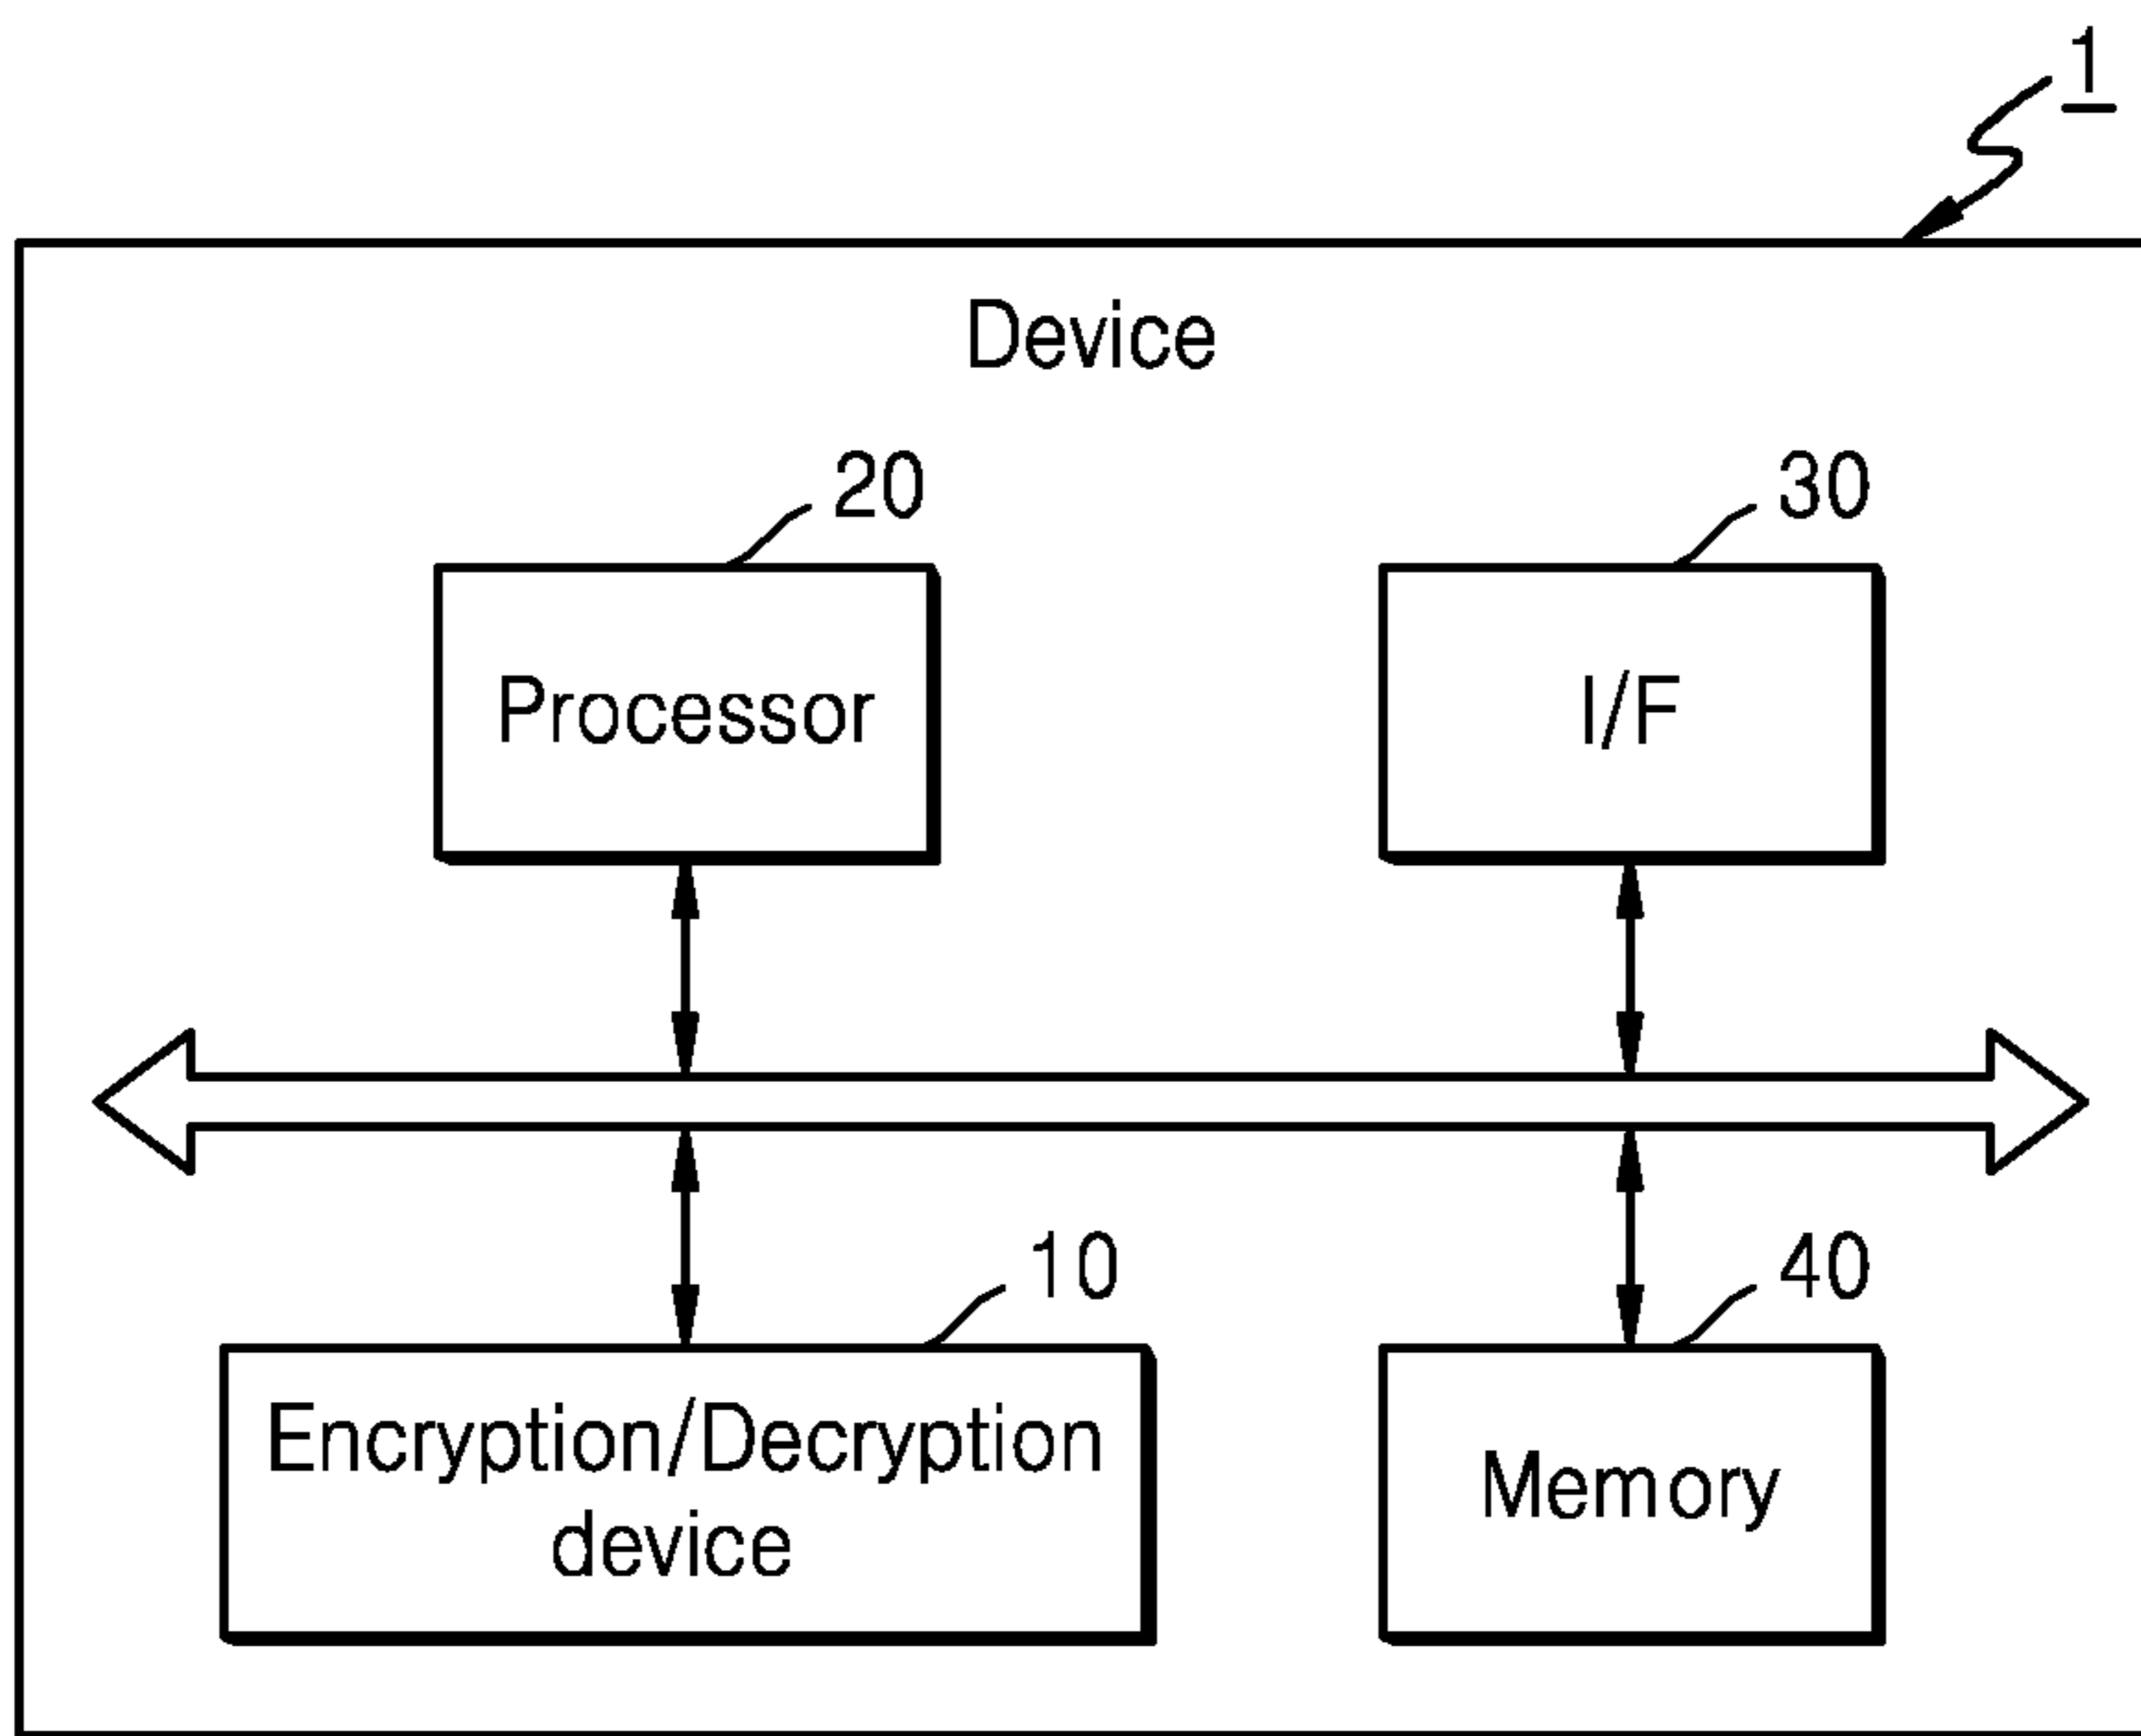 1
Device
20
30
Processor
I/F
10
40
Encryption/Decryption
device
Memory